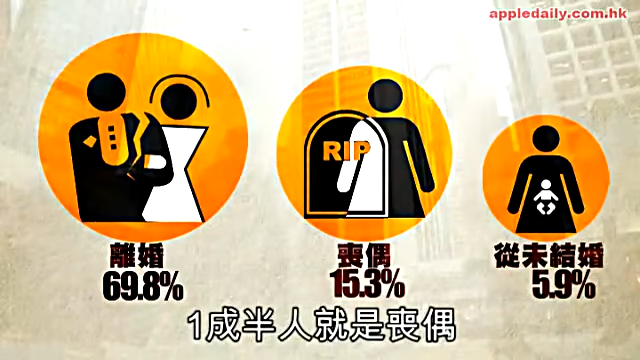 appledaily.com.hk
RIP
離婚
69.8%
喪偶
15.3%
從未結婚
5.9%
1成半人就是喪偶